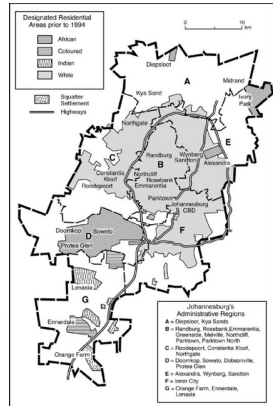 Designated Residential
Areas prior to 1994
African
Coloured
Indian
White
Squatter
Settlement
Highways
0
10
km
Diepsloot
A
Midrand
Kya Sand
Ivory
Park
Northgate
E
Randburg
Wynberg
Sandton
B
C
Alexandra
Constantia
Kloof
Northcliff
Rosebank
Emmarentia
Roodepoort
Parktown
Johannesburg
CBD
F
Doornkop
Soweto
D
Protea Glen
Lenasia
G
Ennerdale
Orange Farm
Johannesburg's
Administrative Regions
A = Diepsloot, Kya Sands
B = Randburg, Rosebank,Emmarentia,
Greenside, Melville, Northcliff,
Parktown, Parktown North
C = Roodepoort, Constantia Kloof,
Northgate
D = Doornkop, Soweto, Dobsonville,
Protea Glen
E = Alexandra, Wynberg, Sandton
F = Inner City
G = Orange Farm, Ennerdale,
Lenasia